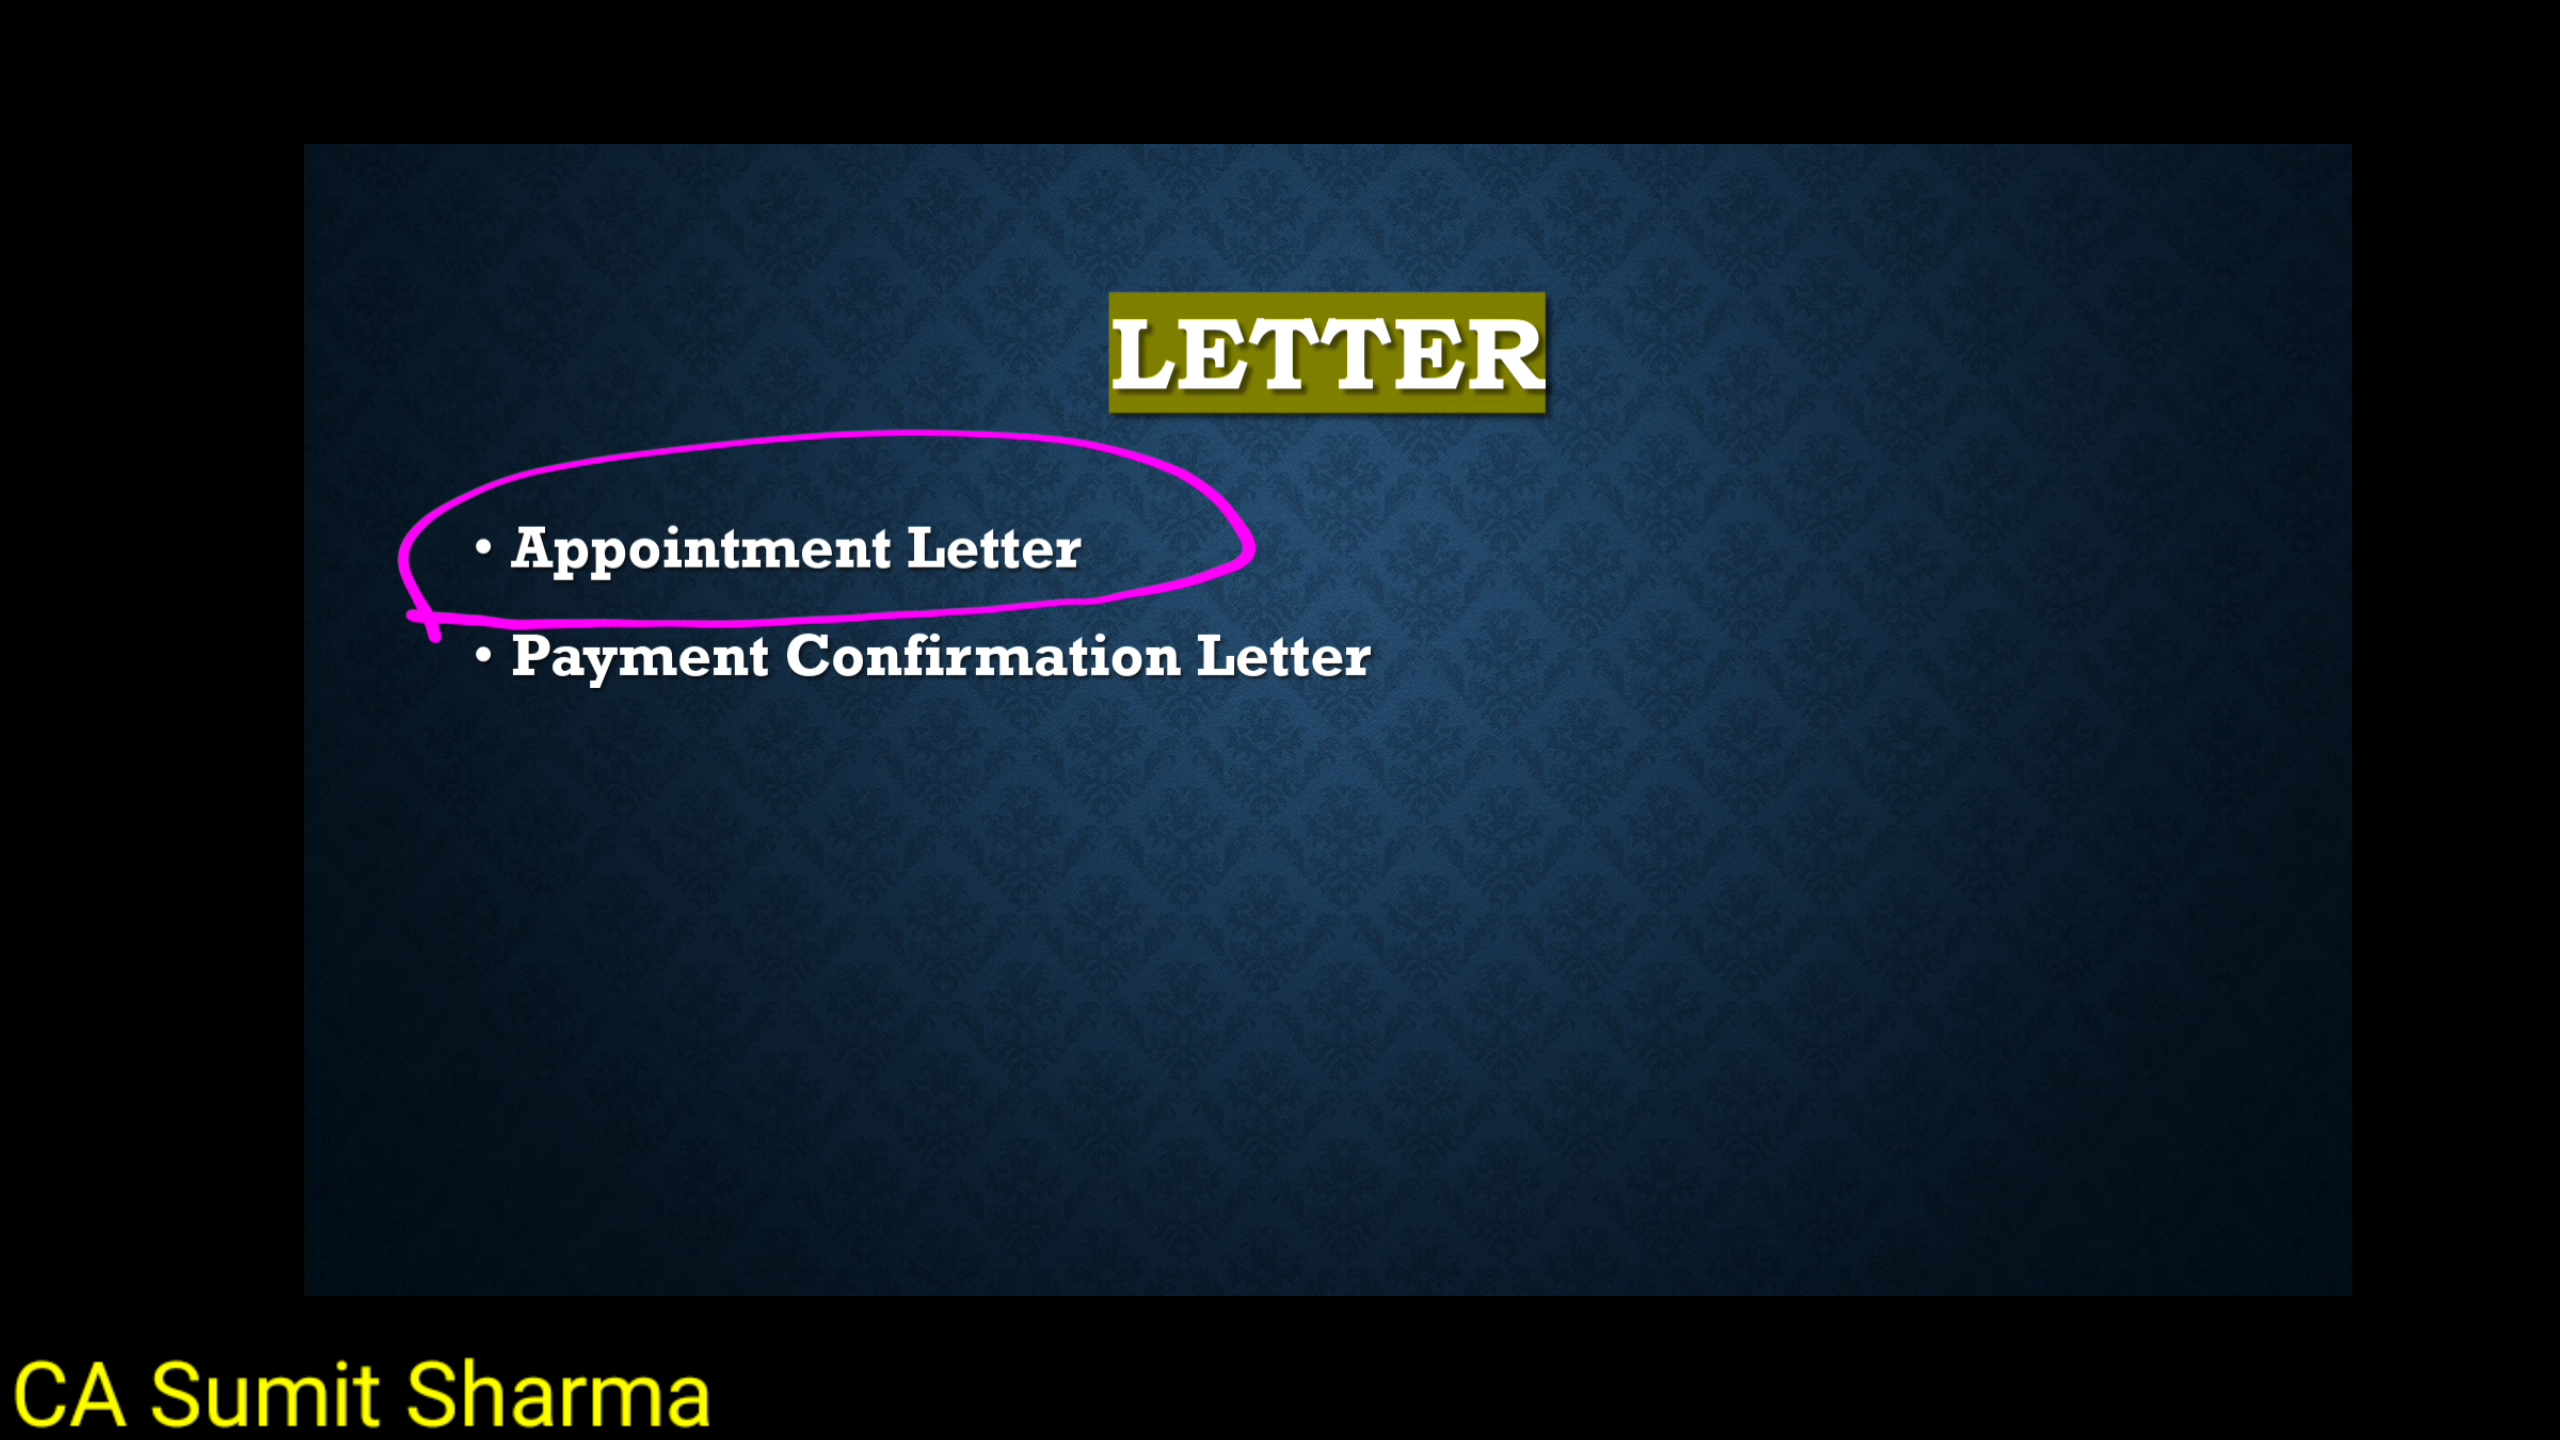 LETTER
• Appointment Letter
• Payment Confirmation Letter
CA Sumit Sharma